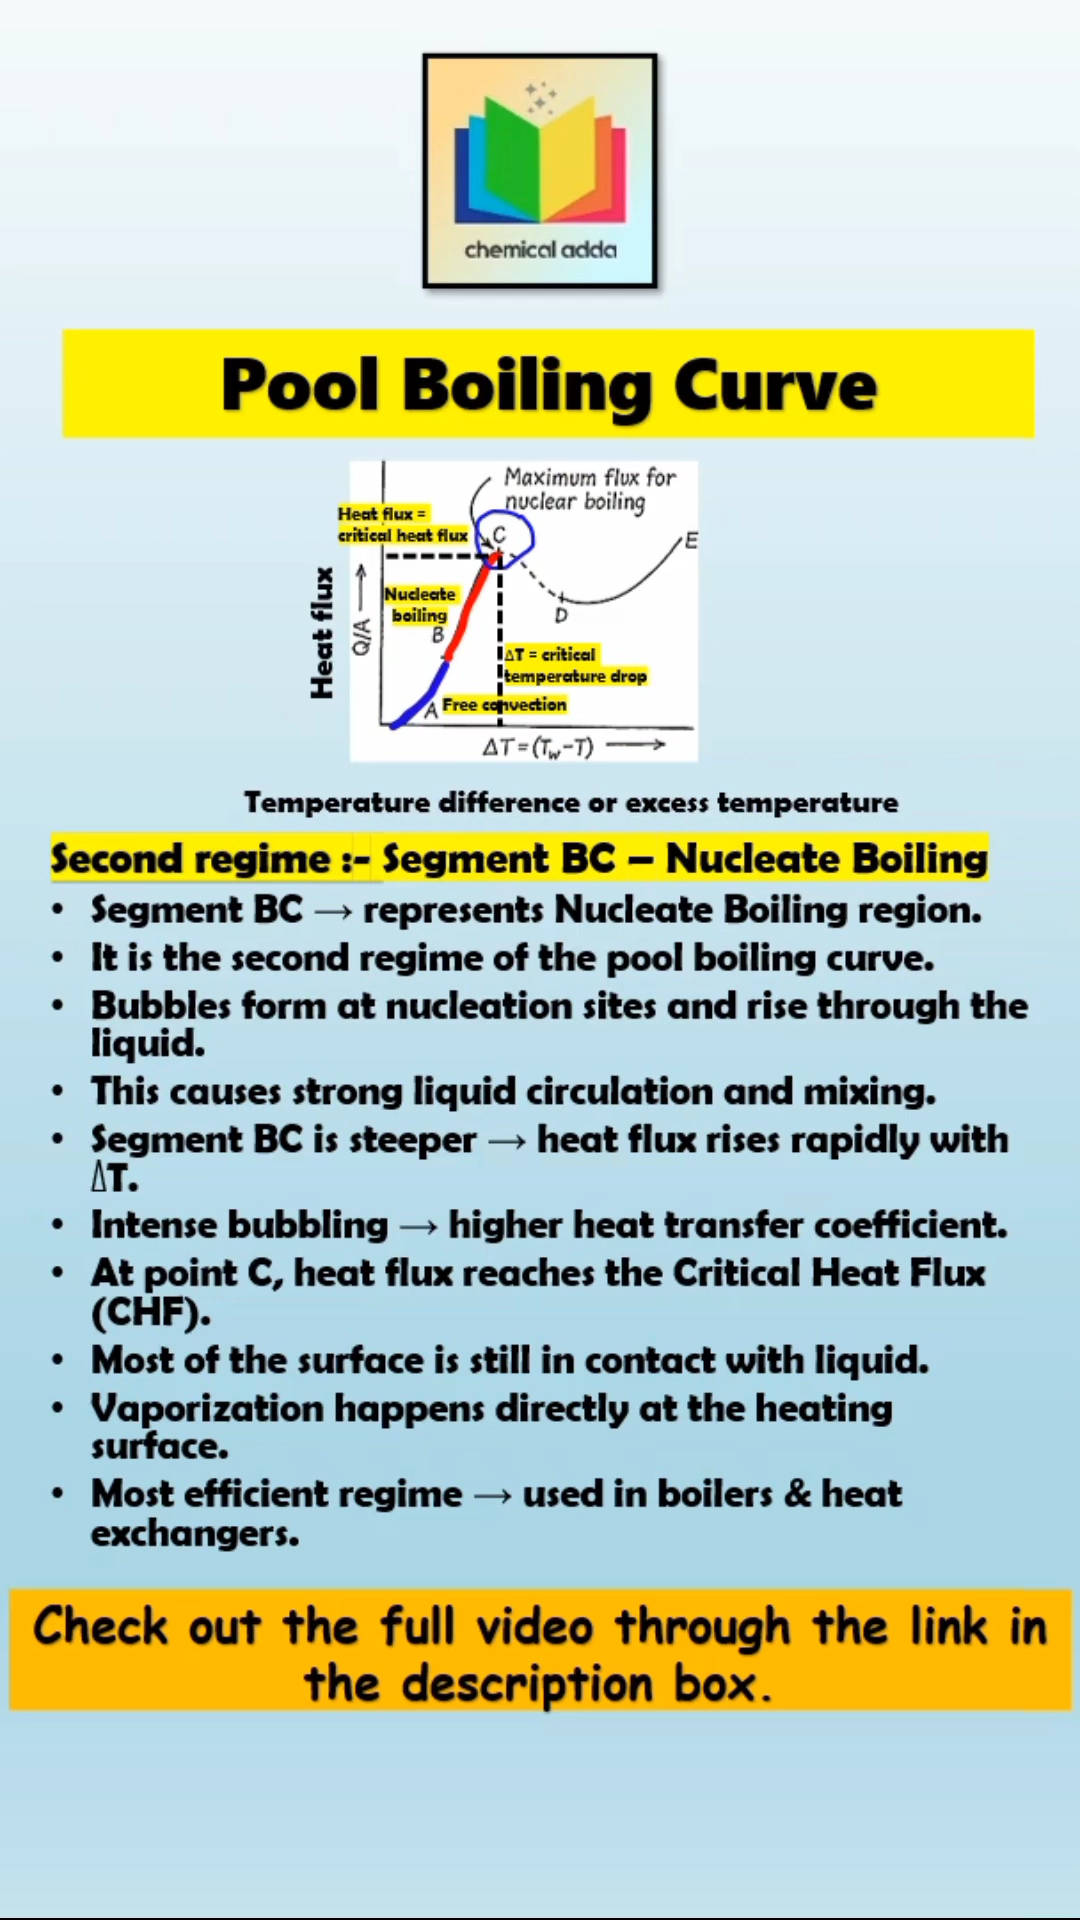 chemical adda
Pool Boiling Curve
Maximum flux for
nuclear boiling
Heat flux =
critical heat flux
C
E
Nucleate
boiling
B
D
Heat flux
Q/A
ΔT = critical
temperature drop
A
Free convection
ΔT = (Tw-T)
Temperature difference or excess temperature
Second regime :- Segment BC – Nucleate Boiling
• Segment BC → represents Nucleate Boiling region.
• It is the second regime of the pool boiling curve.
• Bubbles form at nucleation sites and rise through the
liquid.
• This causes strong liquid circulation and mixing.
• Segment BC is steeper → heat flux rises rapidly with
ΔT.
• Intense bubbling → higher heat transfer coefficient.
• At point C, heat flux reaches the Critical Heat Flux
(CHF).
• Most of the surface is still in contact with liquid.
• Vaporization happens directly at the heating
surface.
• Most efficient regime → used in boilers & heat
exchangers.
Check out the full video through the link in
the description box.